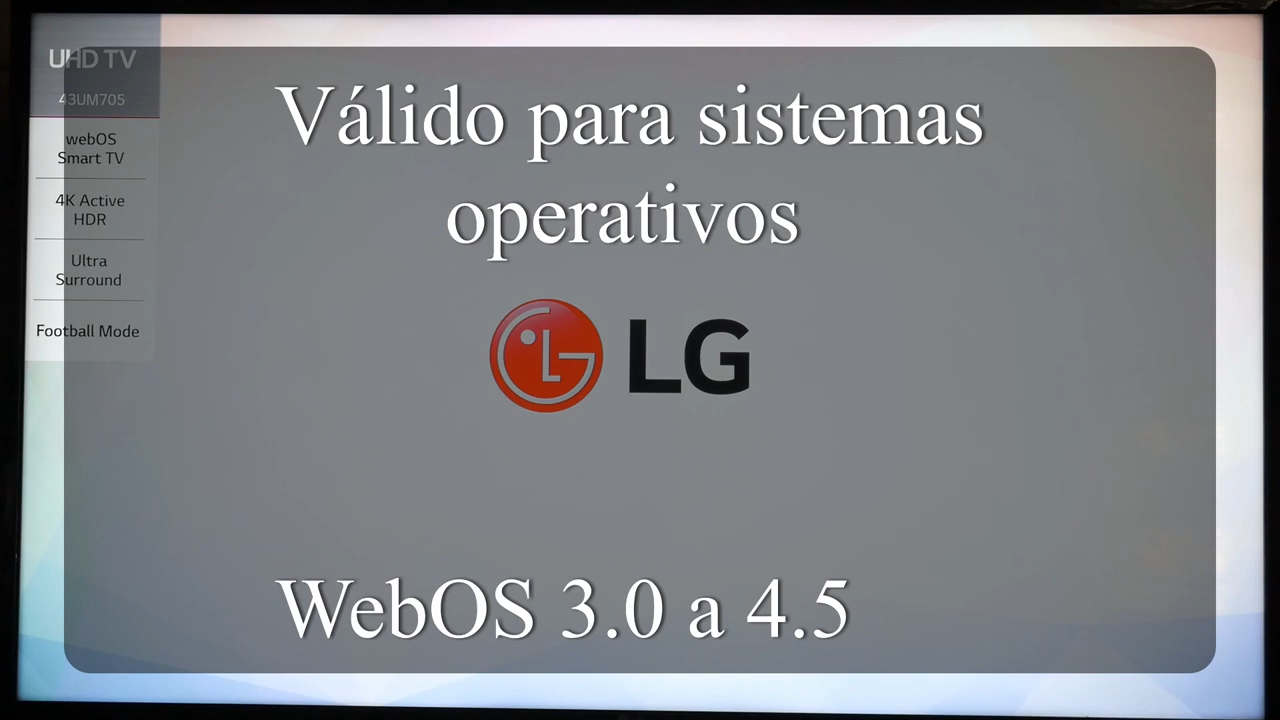 UHD TV
43UM705
webOS
Smart TV
4K Active
HDR
Ultra
Surround
Football Mode
Válido para sistemas
operativos
LG
WebOS 3.0 a 4.5